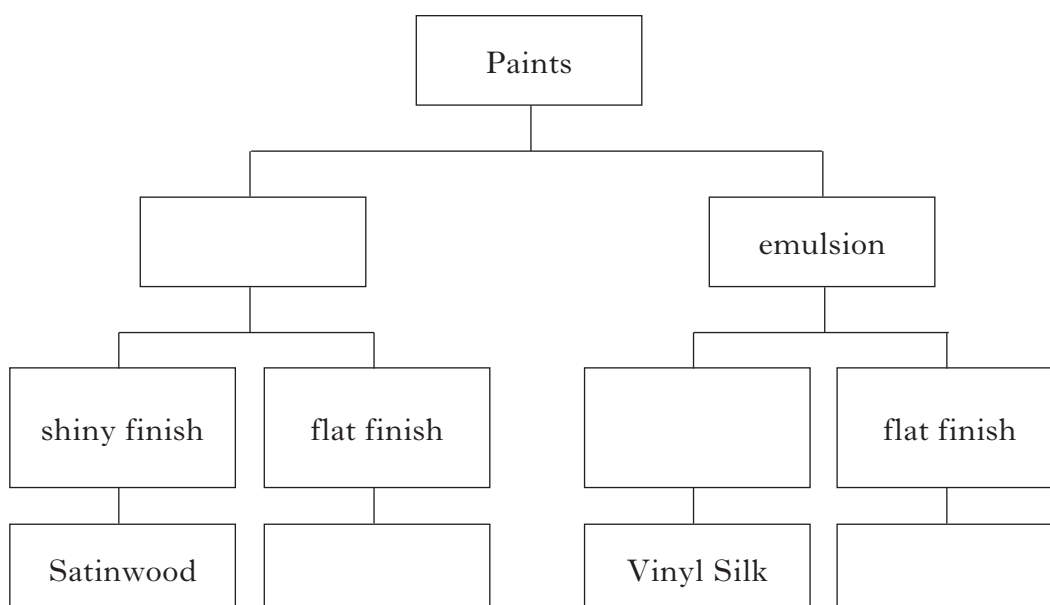 Paints
emulsion
shiny finish
flat finish
flat finish
Satinwood
Vinyl Silk